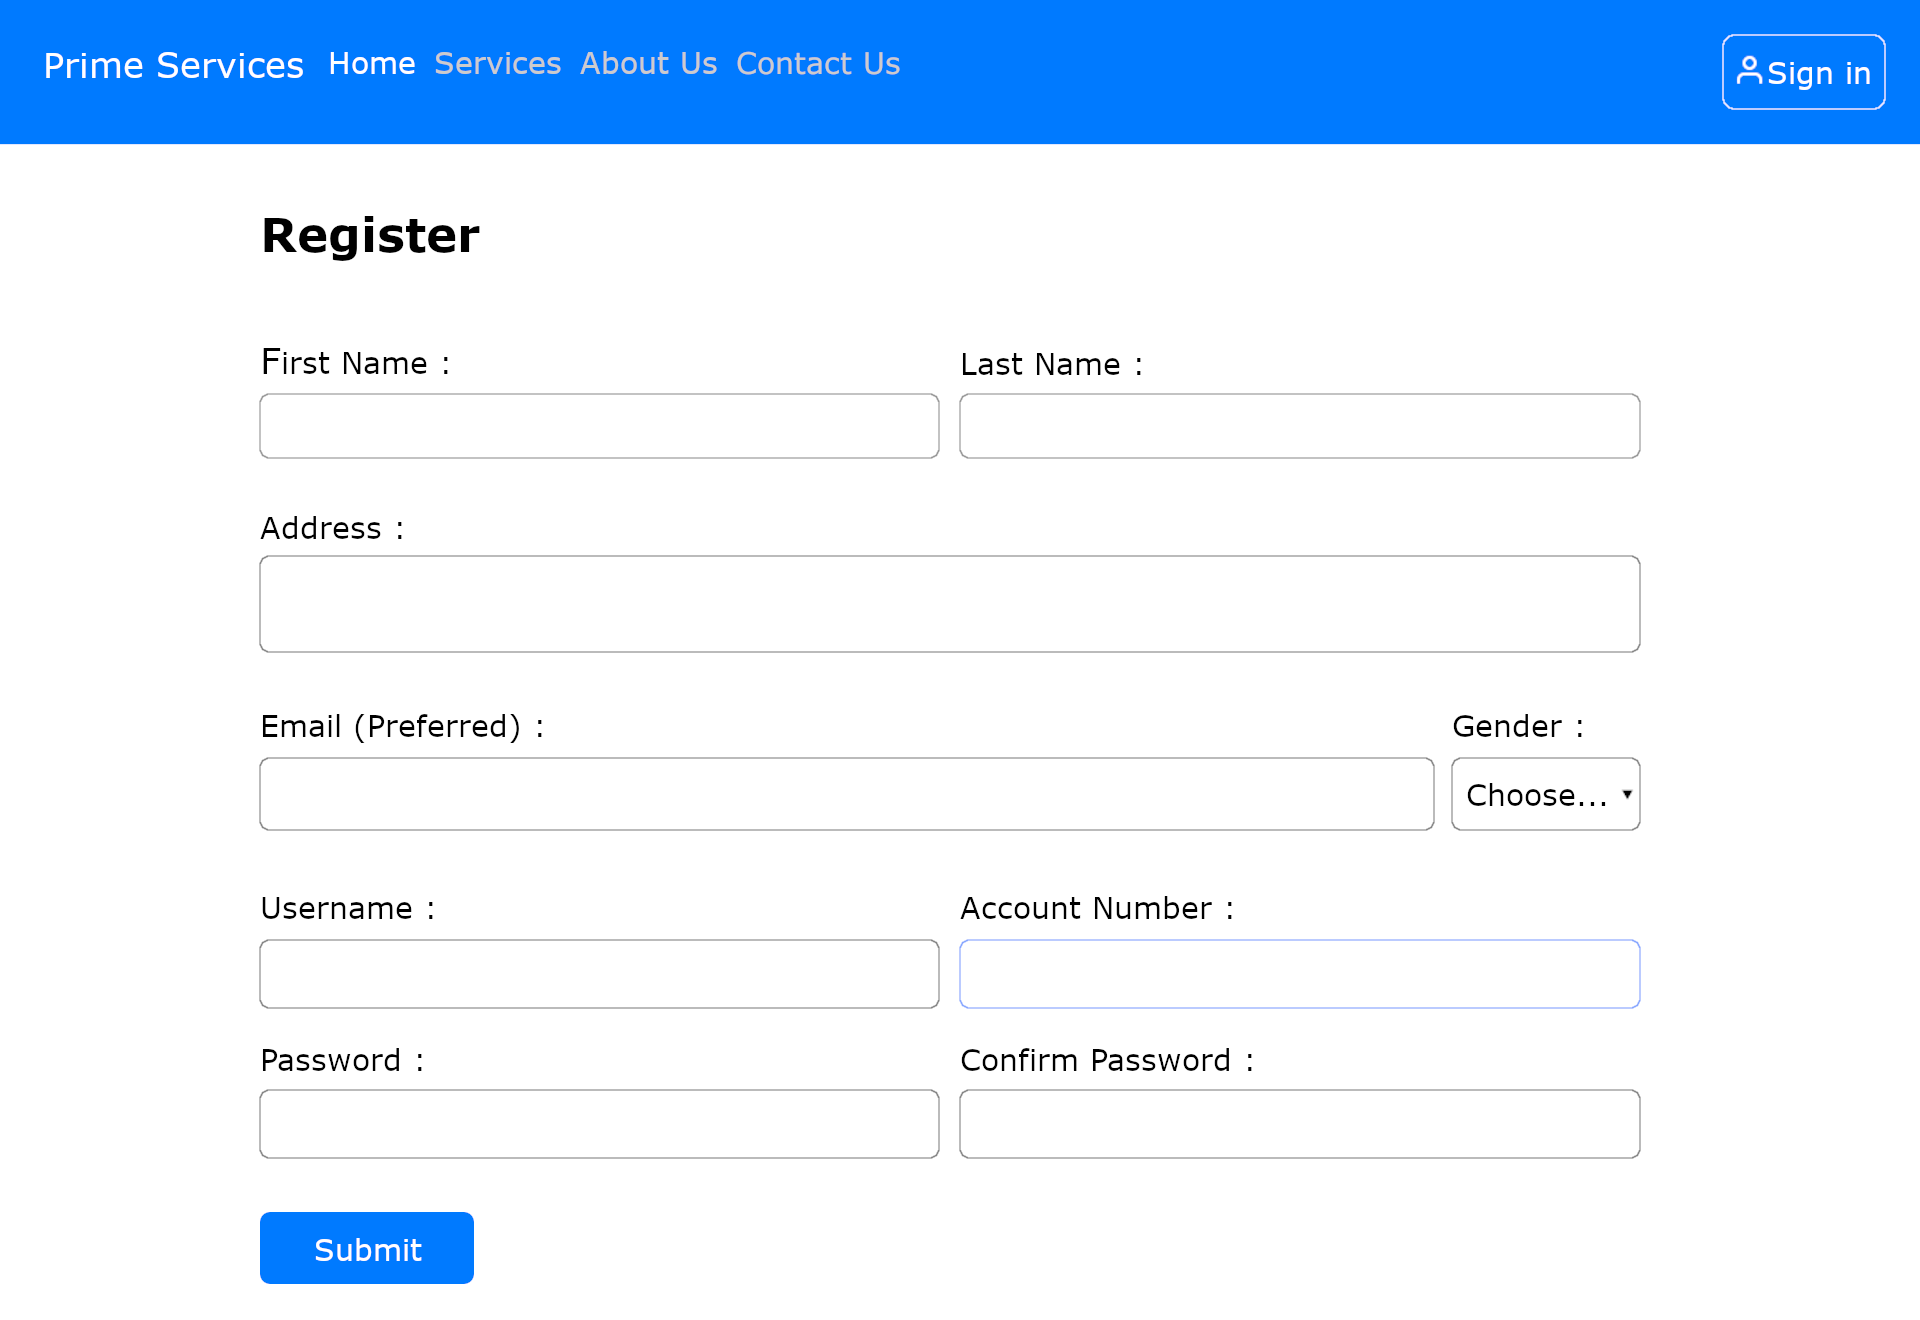 Prime Services Home Services About Us Contact Us Sign in
Register
First Name : Last Name :
Address :
Email (Preferred) : Gender :
Choose...
Username : Account Number :
Password : Confirm Password :
Submit